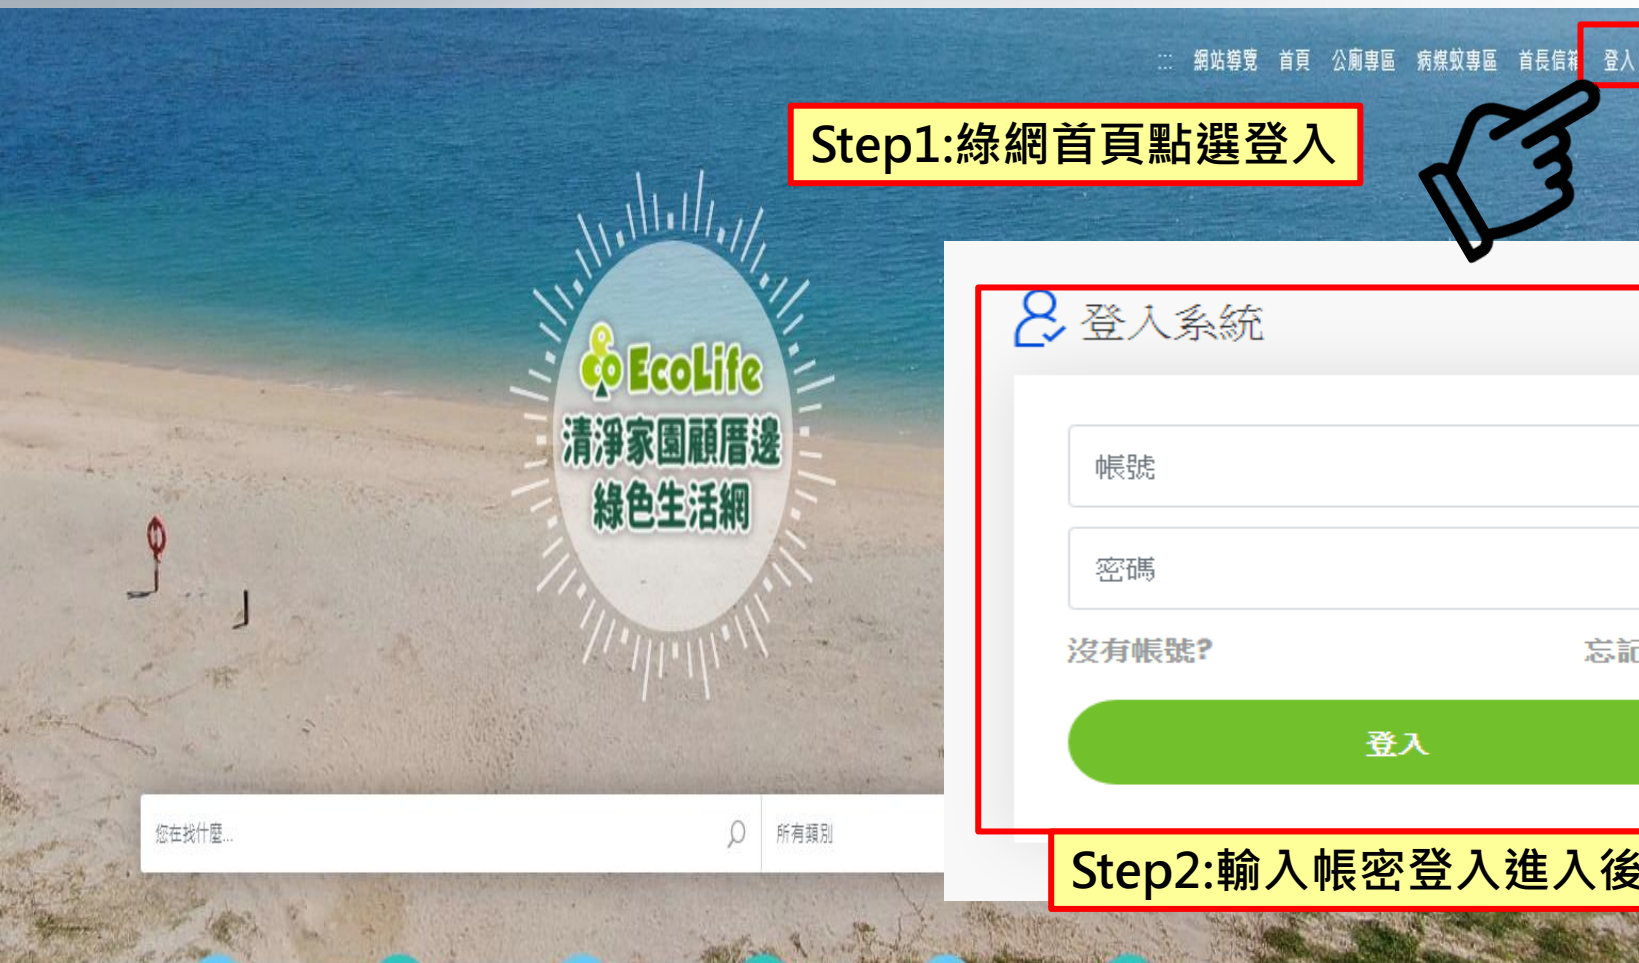 ::: 網站導覽 首頁 公廁專區 病媒蚊專區 首長信箱 登入
Step1:綠網首頁點選登入
EcoLife
清淨家園顧厝邊
綠色生活網
登入系統
帳號
密碼
沒有帳號? 忘記
登入
您在找什麼... 所有類別
Step2:輸入帳密登入進入後